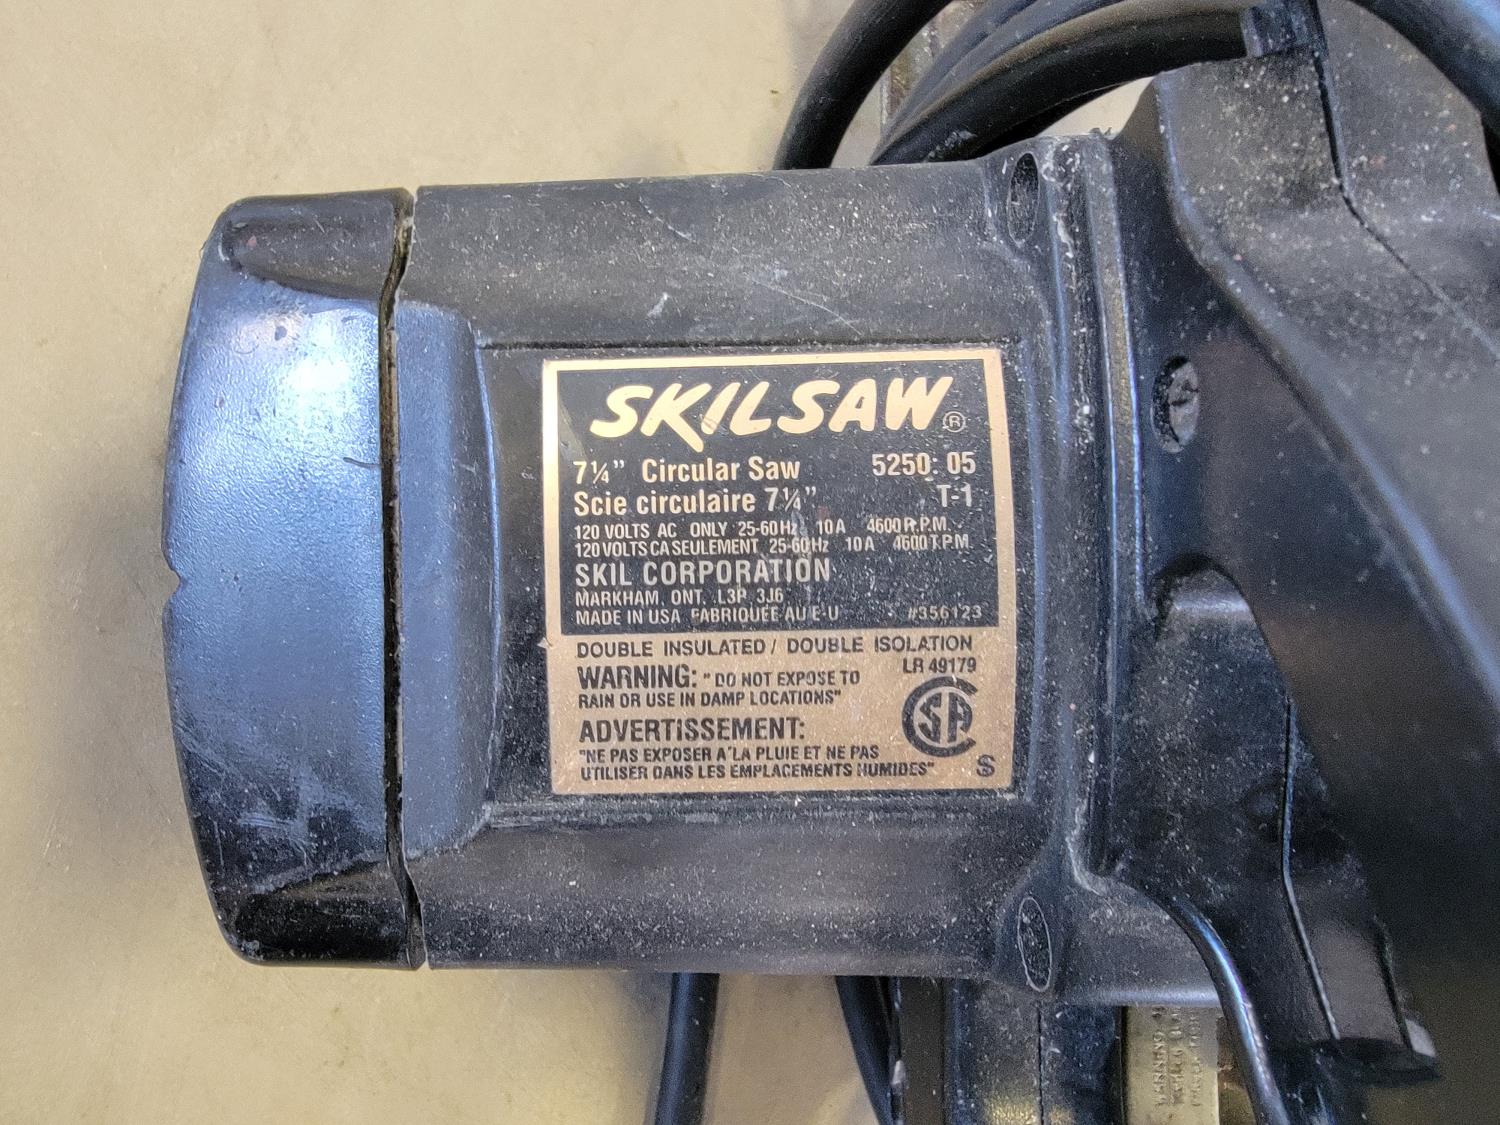 SKILSAW®
7¼" Circular Saw 5250: 05
Scie circulaire 7¼" T-1
120 VOLTS AC ONLY 25-60Hz 10A 4600 R.P.M.
120 VOLTS CA SEULEMENT 25-60Hz 10A 4600 T.P.M.
SKIL CORPORATION
MARKHAM, ONT. L3P 3J6
MADE IN USA FABRIQUÉE AU E-U #356123
DOUBLE INSULATED / DOUBLE ISOLATION
LR 49179
WARNING: "DO NOT EXPOSE TO
RAIN OR USE IN DAMP LOCATIONS"
CSA
ADVERTISSEMENT:
"NE PAS EXPOSER A LA PLUIE ET NE PAS
UTILISER DANS LES EMPLACEMENTS HUMIDES" S
WARNING